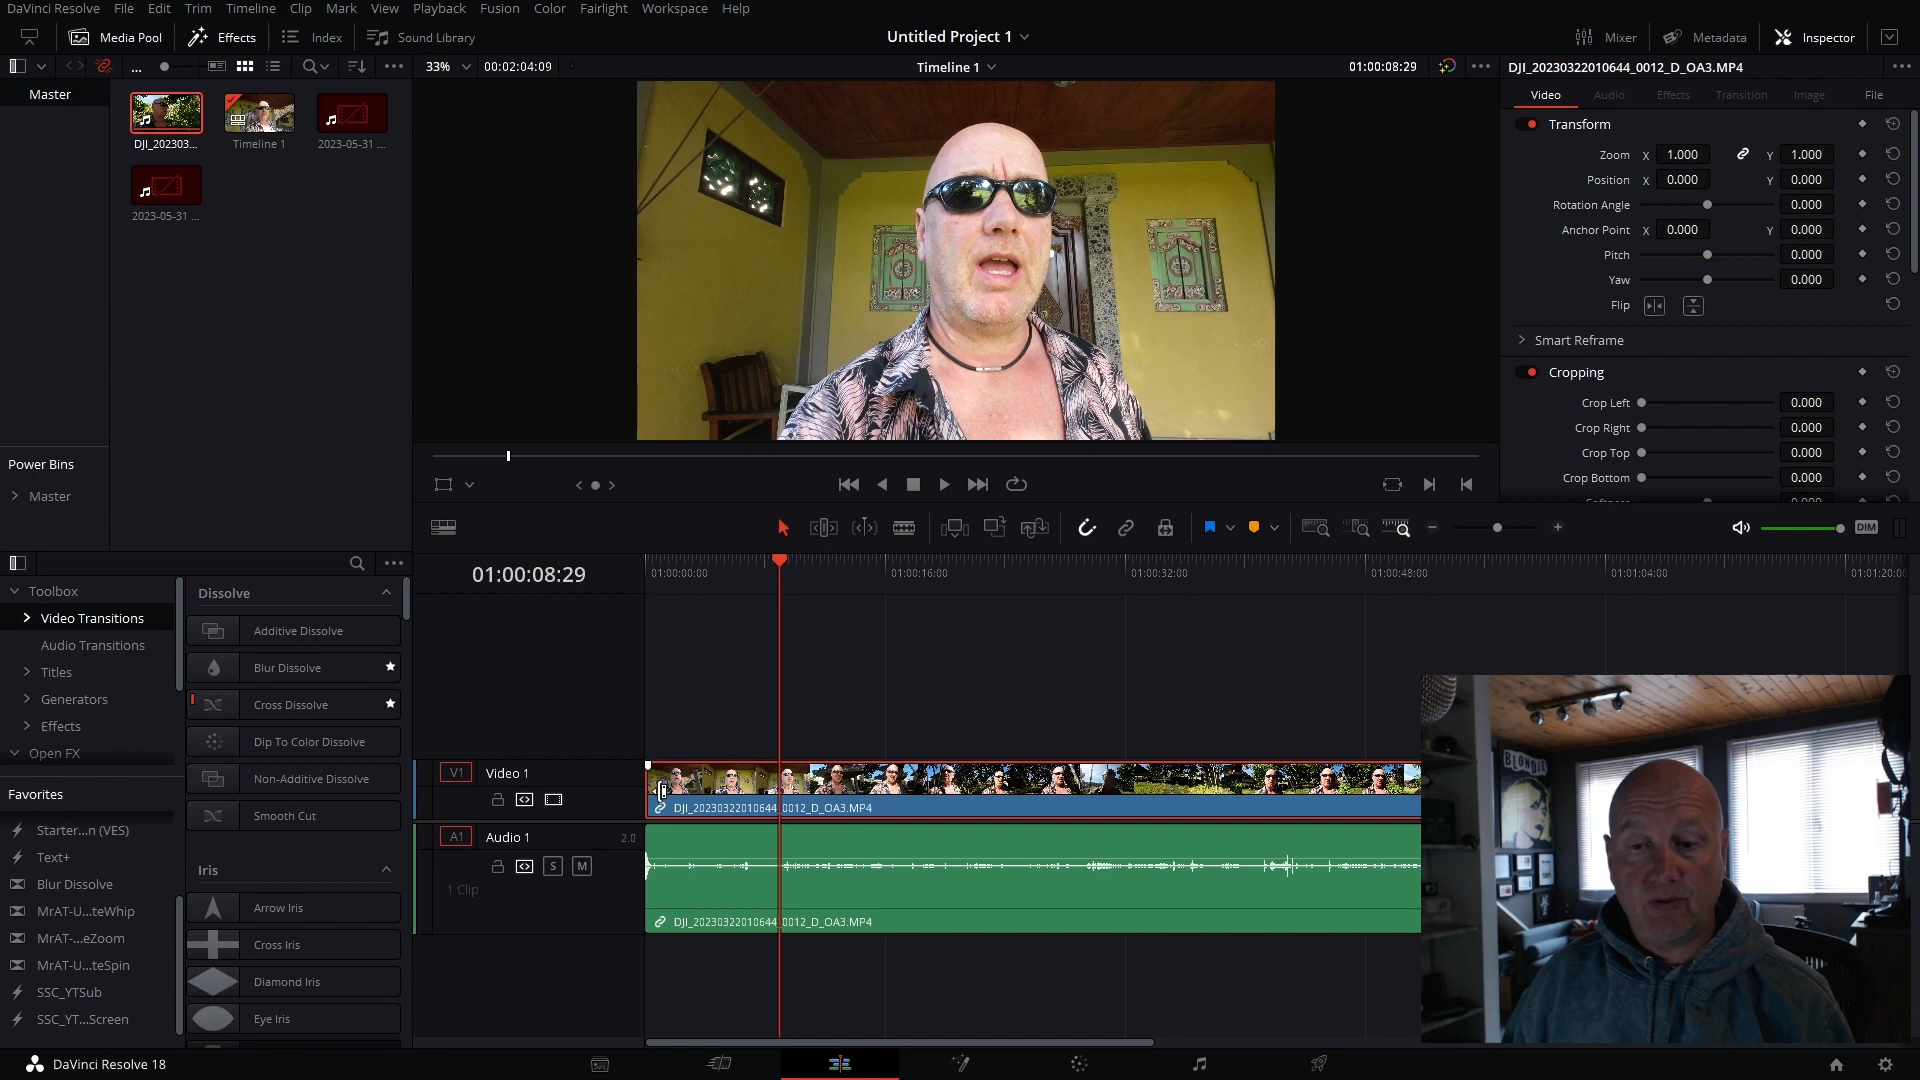 DaVinci Resolve File Edit Trim Timeline Clip Mark View Playback Fusion Color Fairlight Workspace Help
Media Pool Effects Index Sound Library Untitled Project 1 Mixer Metadata Inspector
33% 00:02:04:09 Timeline 1 01:00:08:29 DJI_20230322010644_0012_D_OA3.MP4
Master
DJI_202303... Timeline 1 2023-05-31 ...
2023-05-31 ...
Power Bins
Master
Video Audio Effects Transition Image File
Transform
Zoom X 1.000 Y 1.000
Position X 0.000 Y 0.000
Rotation Angle 0.000
Anchor Point X 0.000 Y 0.000
Pitch 0.000
Yaw 0.000
Flip
Smart Reframe
Cropping
Crop Left 0.000
Crop Right 0.000
Crop Top 0.000
Crop Bottom 0.000
DIM
Toolbox
Video Transitions
Audio Transitions
Titles
Generators
Effects
Open FX
Favorites
Starter...n (VES)
Text+
Blur Dissolve
MrAT-U...teWhip
MrAT-...eZoom
MrAT-U...teSpin
SSC_YTSub
SSC_YT...Screen
Dissolve
Additive Dissolve
Blur Dissolve
Cross Dissolve
Dip To Color Dissolve
Non-Additive Dissolve
Smooth Cut
Iris
Arrow Iris
Cross Iris
Diamond Iris
Eye Iris
01:00:08:29
01:00:00:00 01:00:16:00 01:00:32:00 01:00:48:00 01:01:04:00 01:01:20:00
V1 Video 1
DJI_20230322010644_0012_D_OA3.MP4
A1 Audio 1 2.0
S M
1 Clip
DJI_20230322010644_0012_D_OA3.MP4
BLONDIE
DaVinci Resolve 18